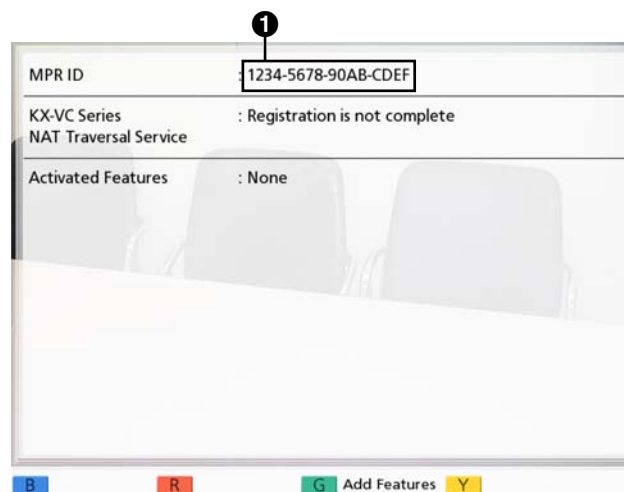 1
MPR ID : 1234-5678-90AB-CDEF
KX-VC Series : Registration is not complete
NAT Traversal Service
Activated Features : None
B R G Add Features Y